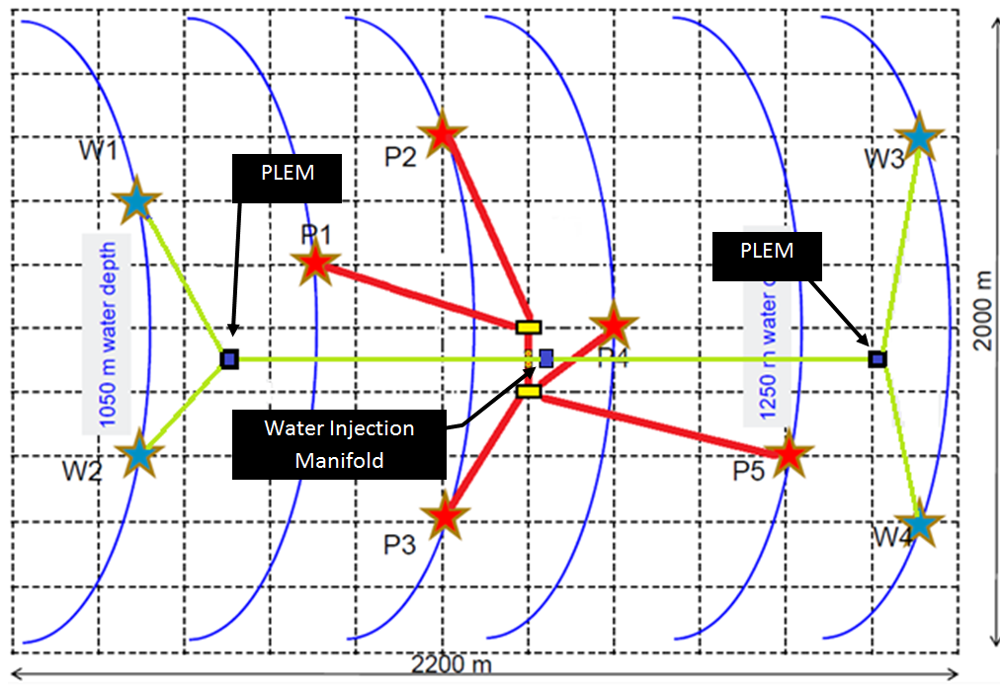 P2
W1
W3
PLEM
P1
PLEM
1050 m water depth
1250 m water
2000 m
P4
Water Injection
Manifold
W2
P5
P3
W4
2200 m